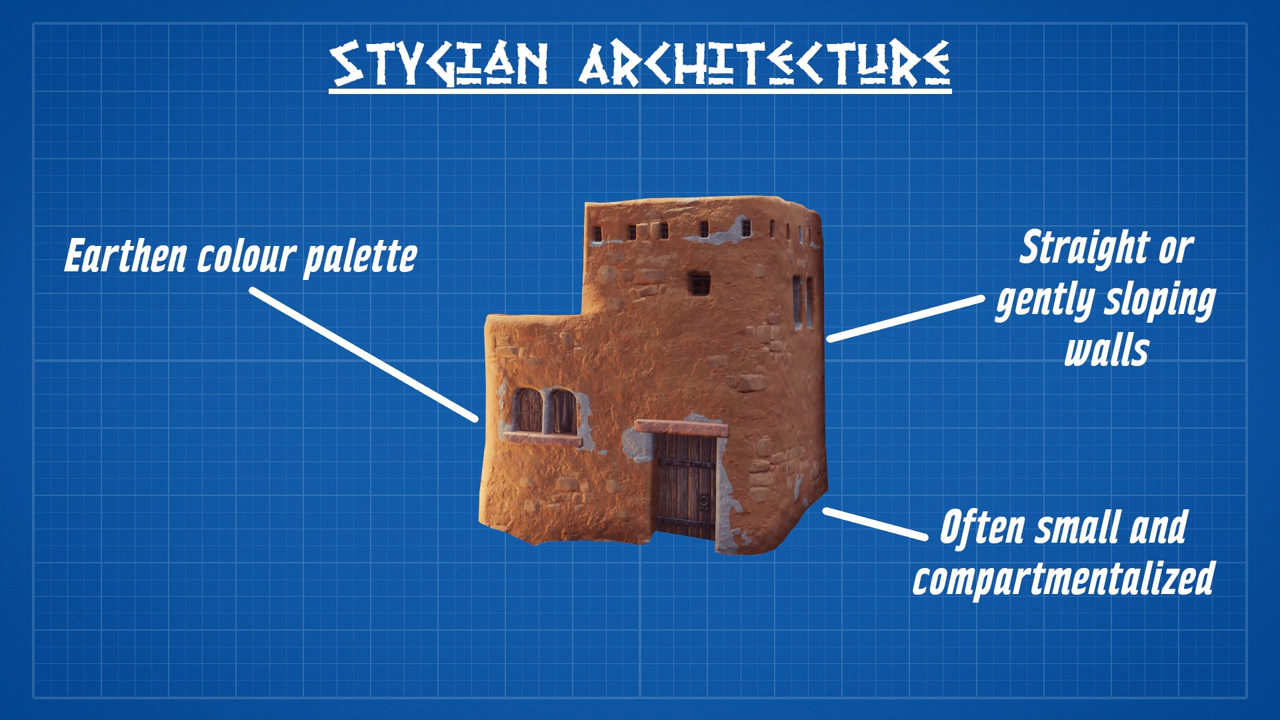 STYGIAN ARCHITECTURE
Earthen colour palette
Straight or
gently sloping
walls
Often small and
compartmentalized